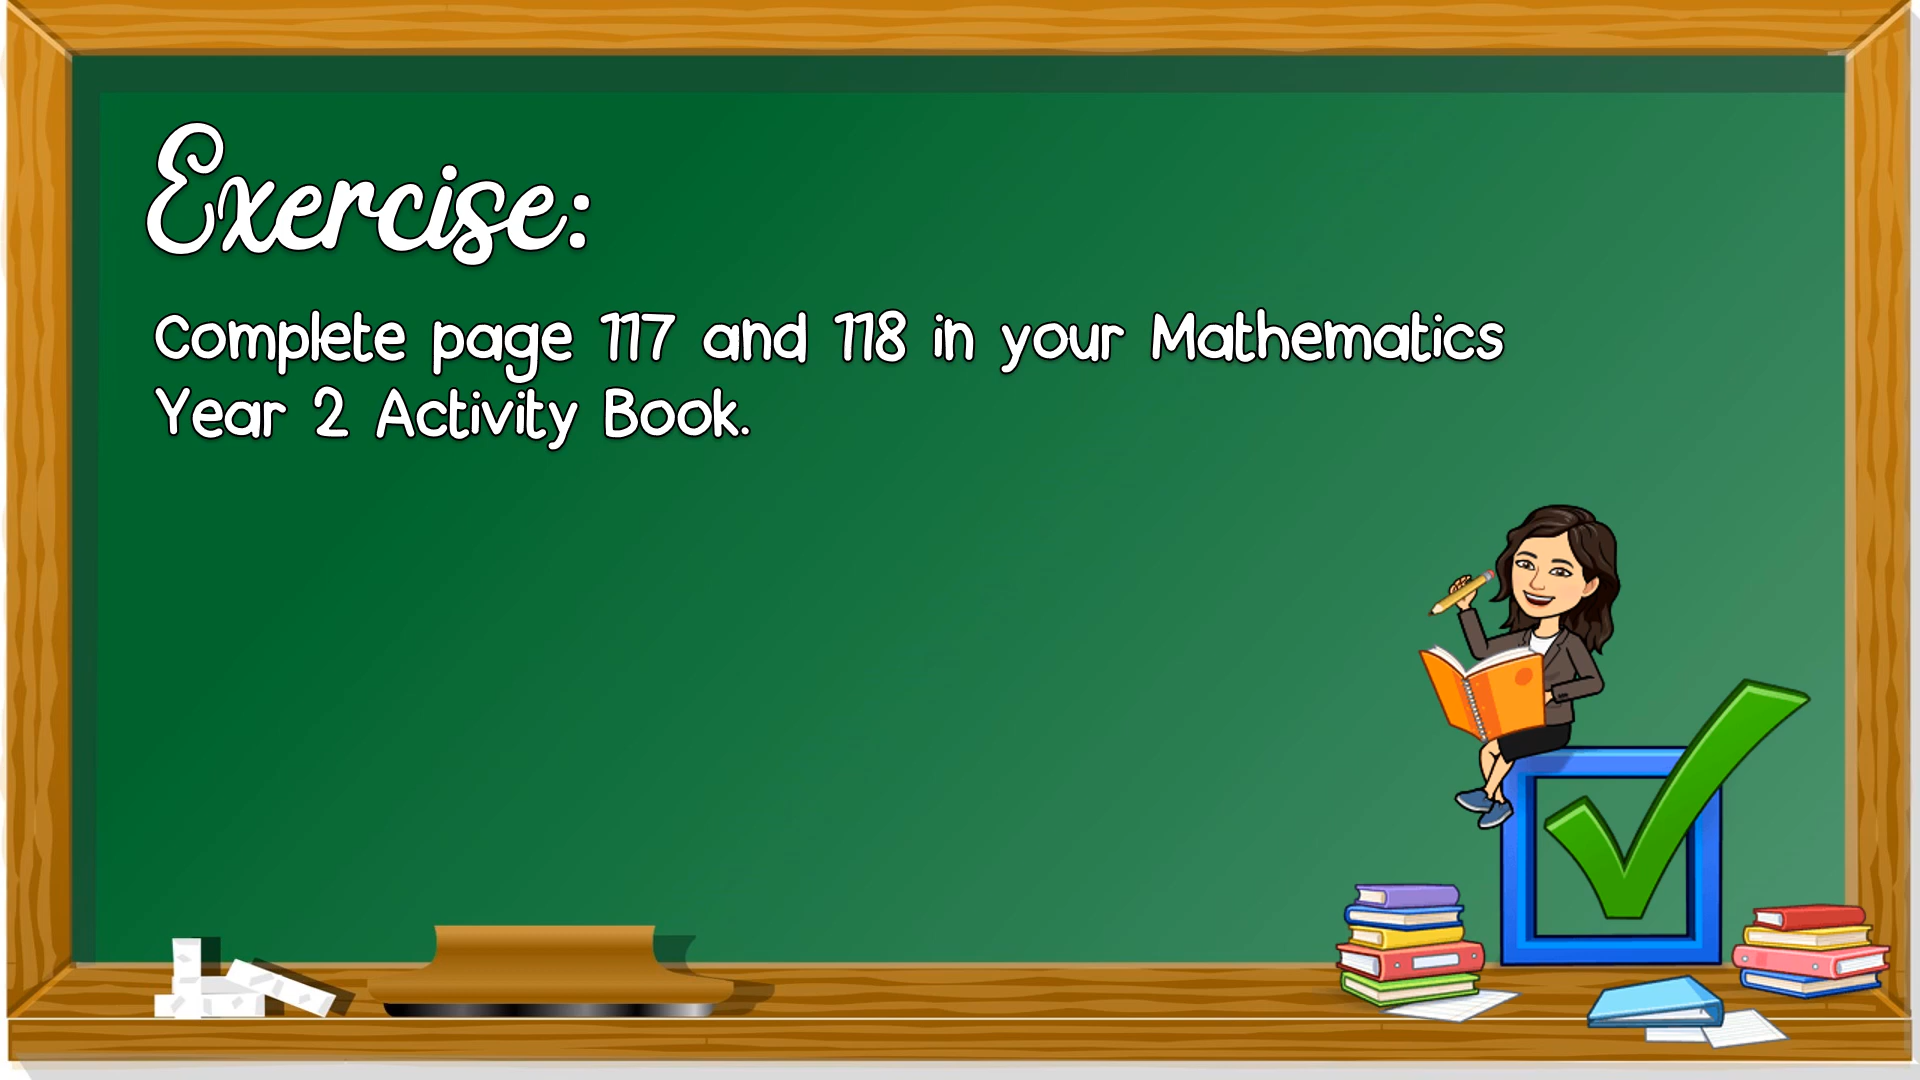 Exercise:
Complete page 117 and 118 in your Mathematics
Year 2 Activity Book.